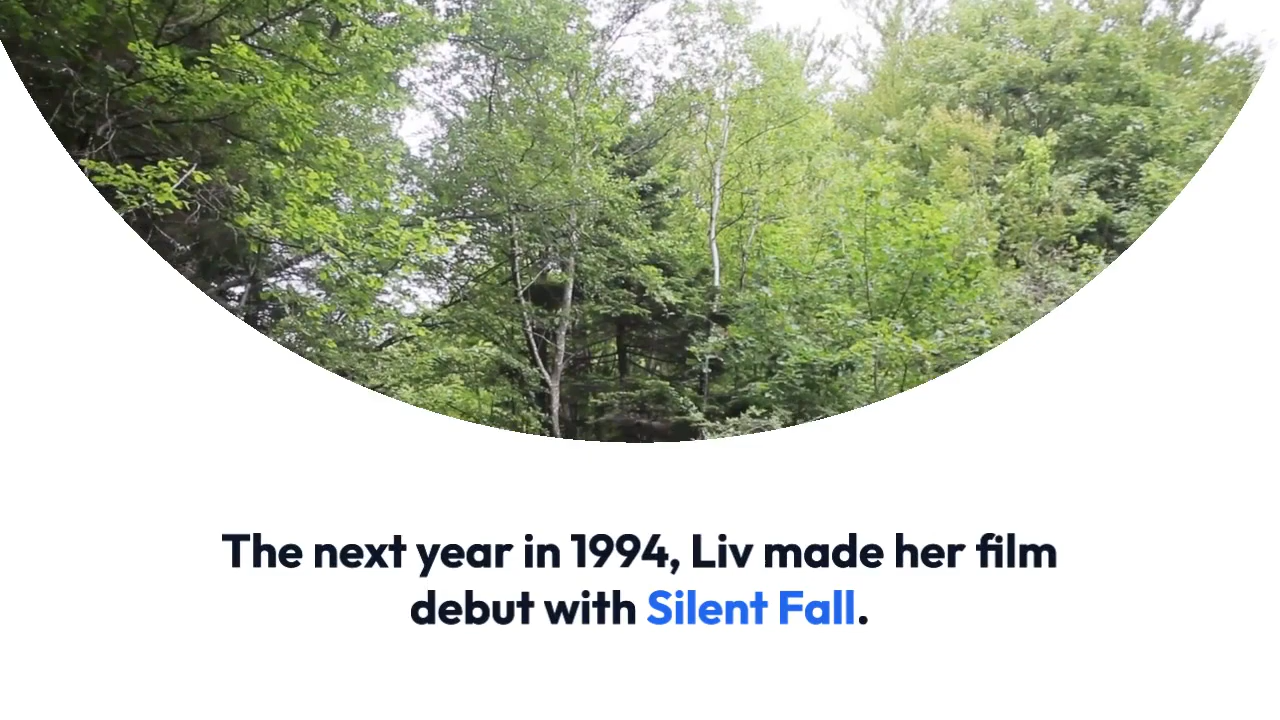 The next year in 1994, Liv made her film
debut with Silent Fall.